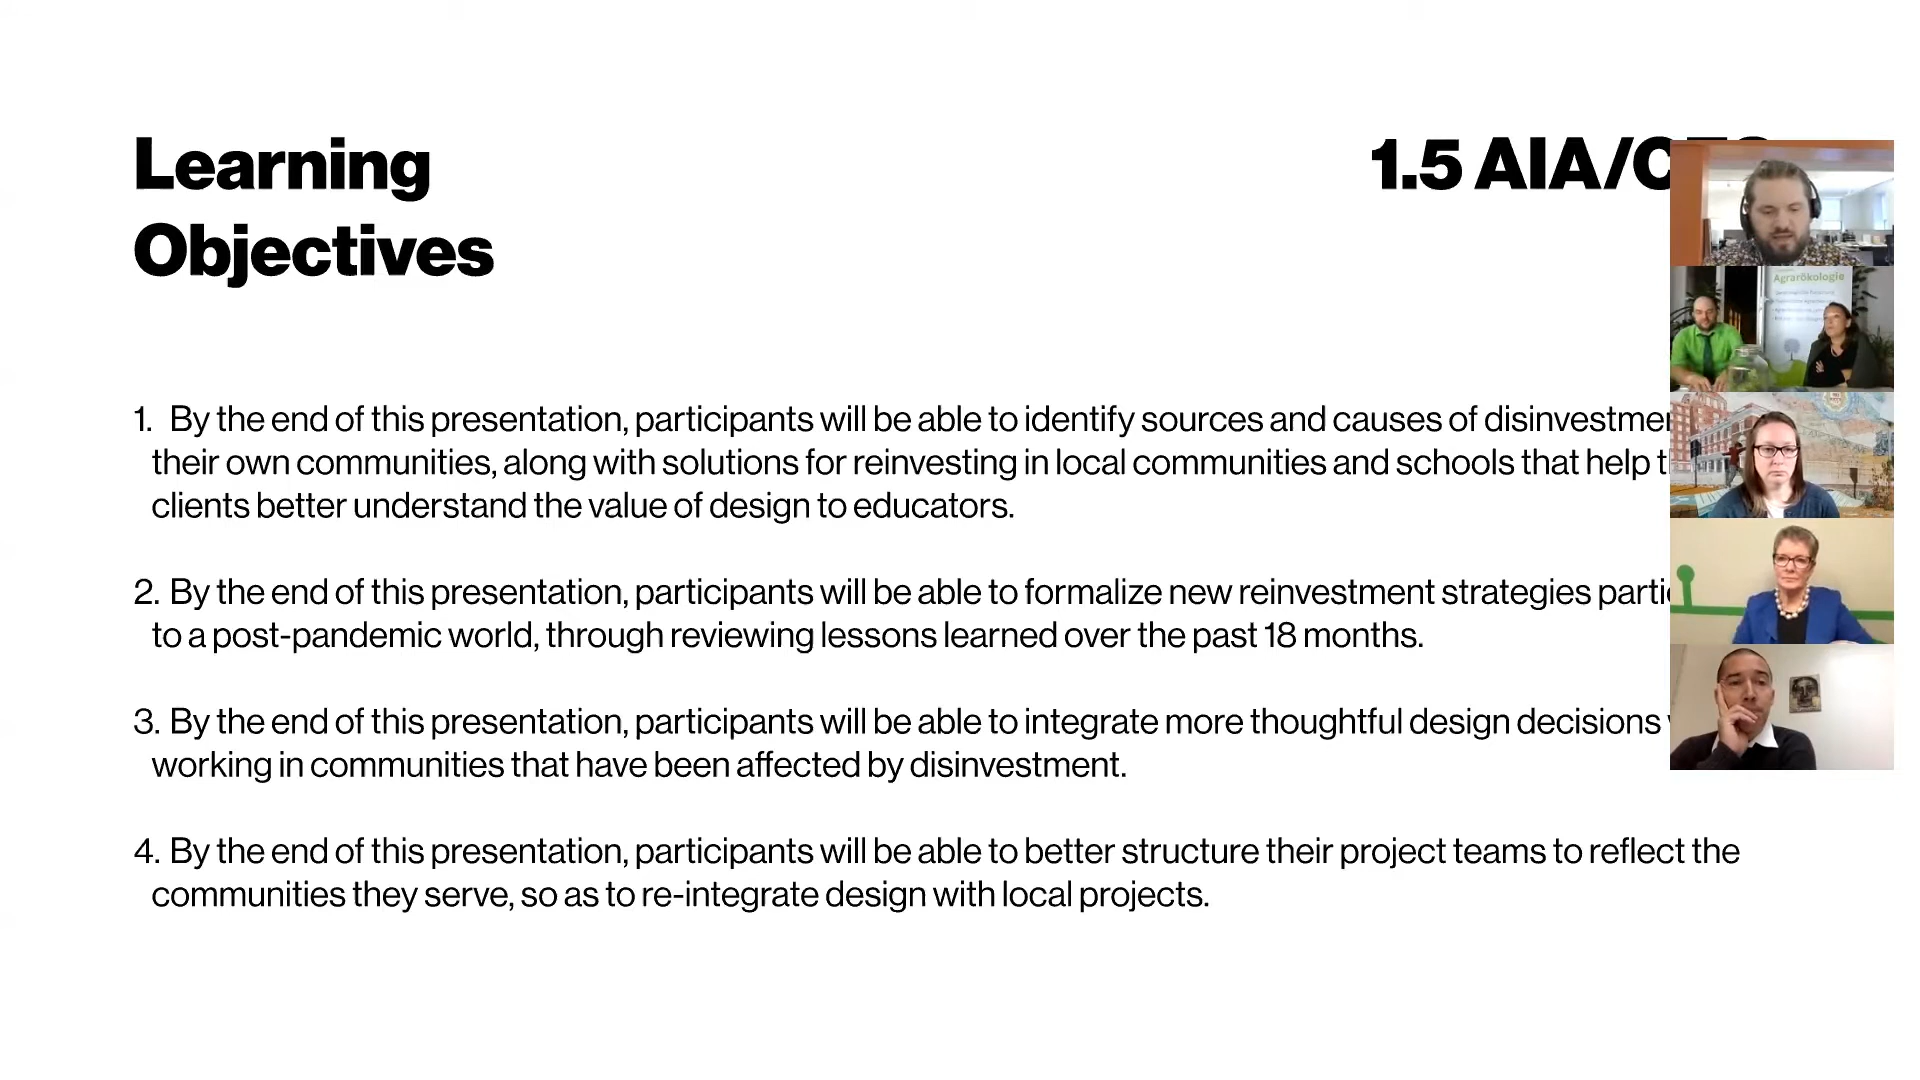 Learning
Objectives
1.5 AIA/C
1. By the end of this presentation, participants will be able to identify sources and causes of disinvestmen
their own communities, along with solutions for reinvesting in local communities and schools that help t
clients better understand the value of design to educators.
2. By the end of this presentation, participants will be able to formalize new reinvestment strategies partic
to a post-pandemic world, through reviewing lessons learned over the past 18 months.
3. By the end of this presentation, participants will be able to integrate more thoughtful design decisions
working in communities that have been affected by disinvestment.
4. By the end of this presentation, participants will be able to better structure their project teams to reflect the
communities they serve, so as to re-integrate design with local projects.
Agrarökologie